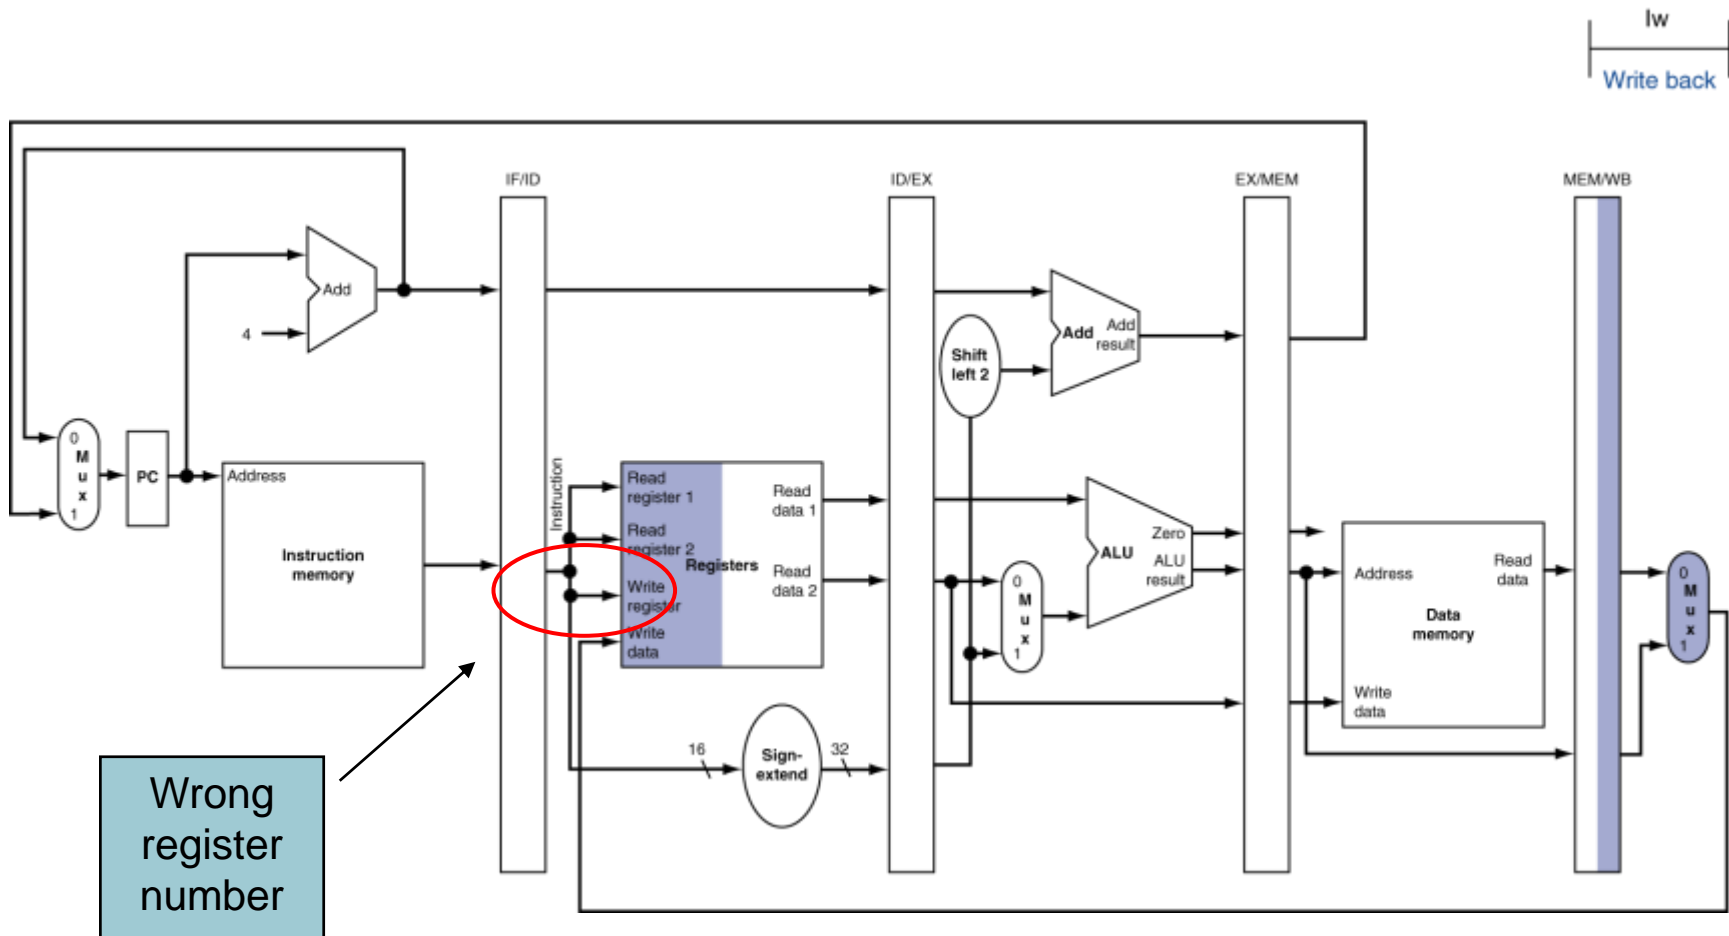 lw
Write back
IF/ID
ID/EX
EX/MEM
MEM/WB
Add
4
Shift
left 2
Add
Add
result
0
M
u
x
1
PC
Address
Instruction
memory
Instruction
Read
register 1
Read
register 2
Write
register
Write
data
Registers
Read
data 1
Read
data 2
16
Sign-
extend
32
0
M
u
x
1
ALU
Zero
ALU
result
Address
Read
data
Data
memory
Write
data
0
M
u
x
1
Wrong
register
number